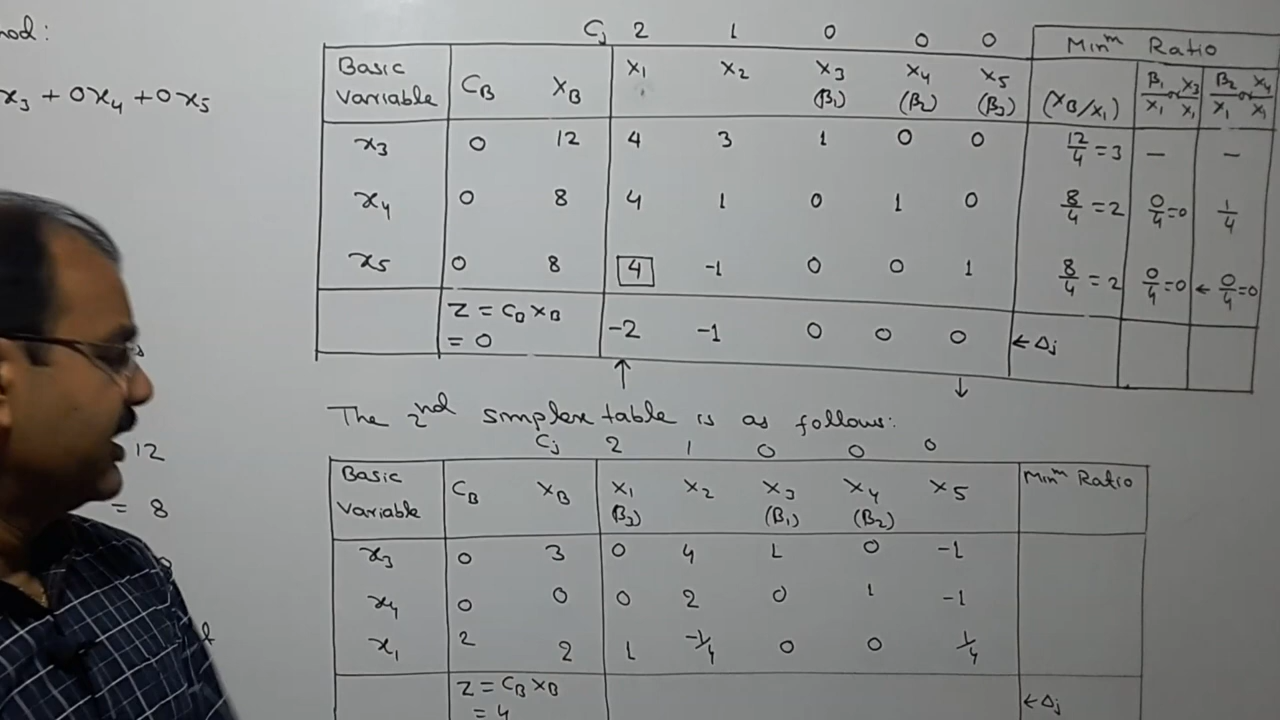 nod:
x3 + 0x4 + 0x5
Cj 2 1 0 0 0
Basic Variable CB XB X1 X2 X3 (β1) X4 (β2) X5 (β3) Minm Ratio
(XB/X1) β1/X1 or X3/X1 β2/X1 or X4/X1
x3 0 12 4 3 1 0 0 12/4 = 3 — —
x4 0 8 4 1 0 1 0 8/4 = 2 0/4 = 0 1/4
x5 0 8 4 -1 0 0 1 8/4 = 2 0/4 = 0 ← 0/4 = 0
Z = CB XB
= 0 -2 -1 0 0 0 ← Δj
↑ ↓
12
= 8
The 2nd simplex table is as follows:
Cj 2 1 0 0 0
Basic Variable CB XB X1 (β3) X2 X3 (β1) X4 (β2) X5 Minm Ratio
x3 0 3 0 4 1 0 -1
x4 0 0 0 2 0 1 -1
x1 2 2 1 -1/4 0 0 1/4
Z = CB XB
= 4 ← Δj